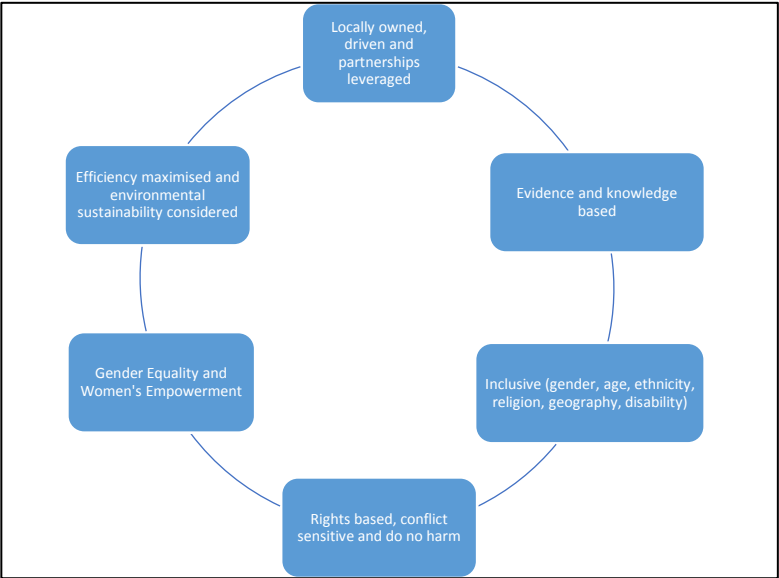 Locally owned,
driven and
partnerships
leveraged
Evidence and knowledge
based
Inclusive (gender, age, ethnicity,
religion, geography, disability)
Rights based, conflict
sensitive and do no harm
Gender Equality and
Women's Empowerment
Efficiency maximised and
environmental
sustainability considered